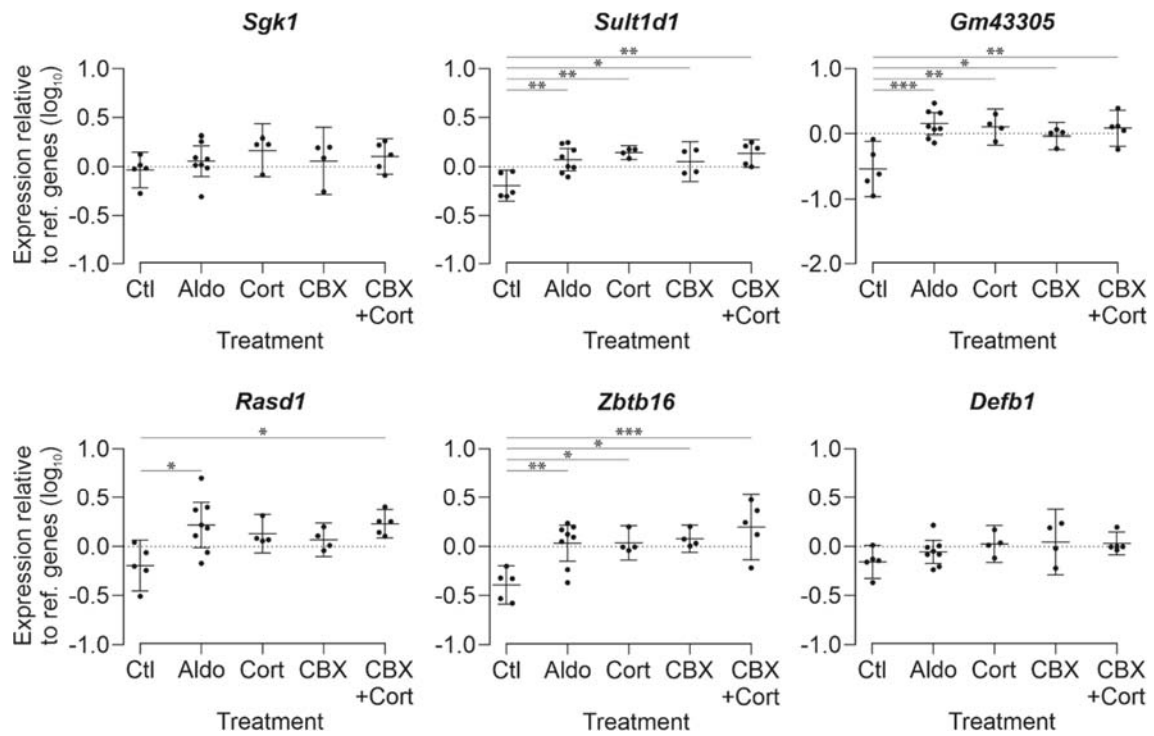 Sgk1
Expression relative
to ref. genes (log₁₀)
1.0
0.5
0.0
-0.5
-1.0
Ctl Aldo Cort CBX CBX
+Cort
Treatment
Sult1d1
**
*
**
**
1.0
0.5
0.0
-0.5
-1.0
Ctl Aldo Cort CBX CBX
+Cort
Treatment
Gm43305
**
*
**
***
1.0
0.0
-1.0
-2.0
Ctl Aldo Cort CBX CBX
+Cort
Treatment
Rasd1
*
*
Expression relative
to ref. genes (log₁₀)
1.0
0.5
0.0
-0.5
-1.0
Ctl Aldo Cort CBX CBX
+Cort
Treatment
Zbtb16
***
*
*
**
1.0
0.5
0.0
-0.5
-1.0
Ctl Aldo Cort CBX CBX
+Cort
Treatment
Defb1
1.0
0.5
0.0
-0.5
-1.0
Ctl Aldo Cort CBX CBX
+Cort
Treatment